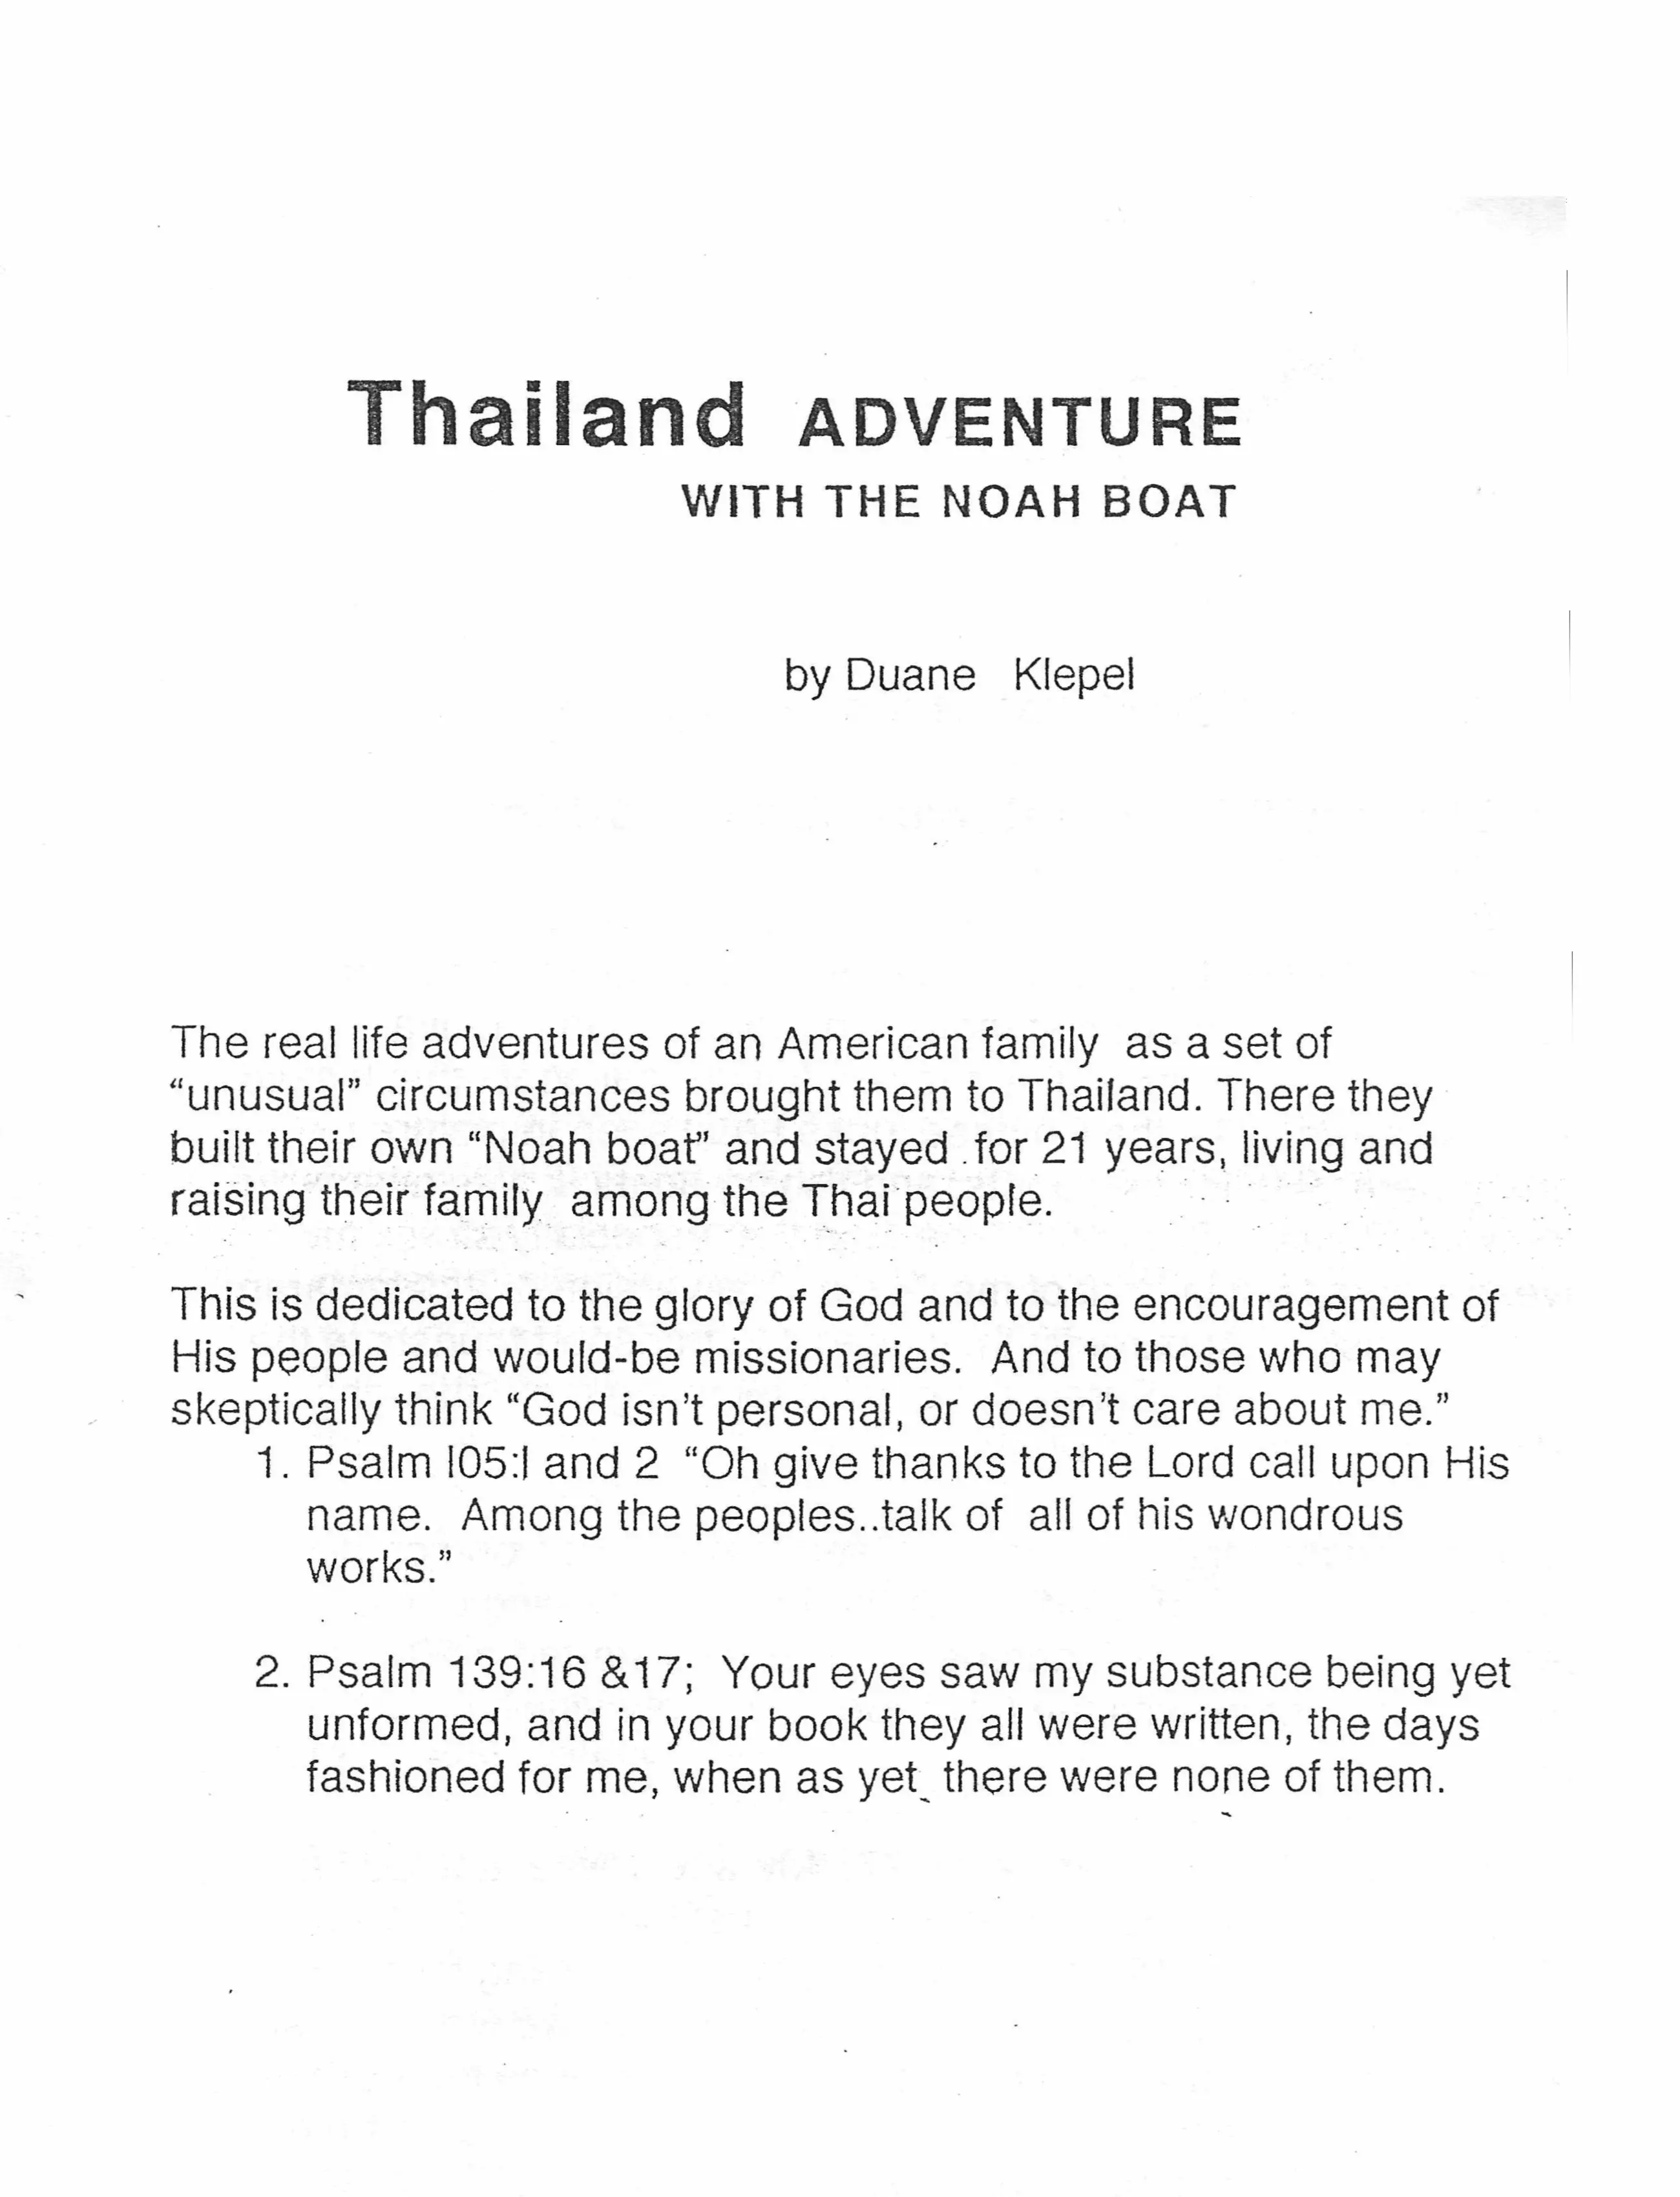 Thailand ADVENTURE
WITH THE NOAH BOAT
by Duane Klepel
The real life adventures of an American family as a set of
“unusual” circumstances brought them to Thailand. There they
built their own “Noah boat” and stayed for 21 years, living and
raising their family among the Thai people.
This is dedicated to the glory of God and to the encouragement of
His people and would-be missionaries. And to those who may
skeptically think “God isn't personal, or doesn't care about me.”
1. Psalm l05:l and 2 “Oh give thanks to the Lord call upon His
name. Among the peoples..talk of all of his wondrous
works.”
2. Psalm 139:16 &17; Your eyes saw my substance being yet
unformed, and in your book they all were written, the days
fashioned for me, when as yet there were none of them.